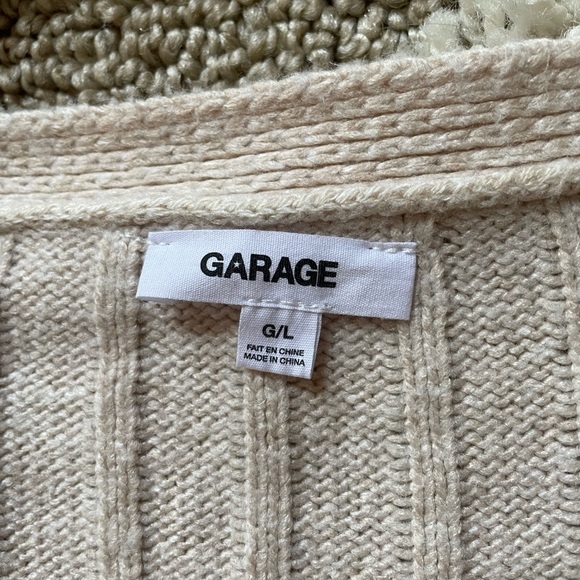 GARAGE
G/L
FAIT EN CHINE
MADE IN CHINA